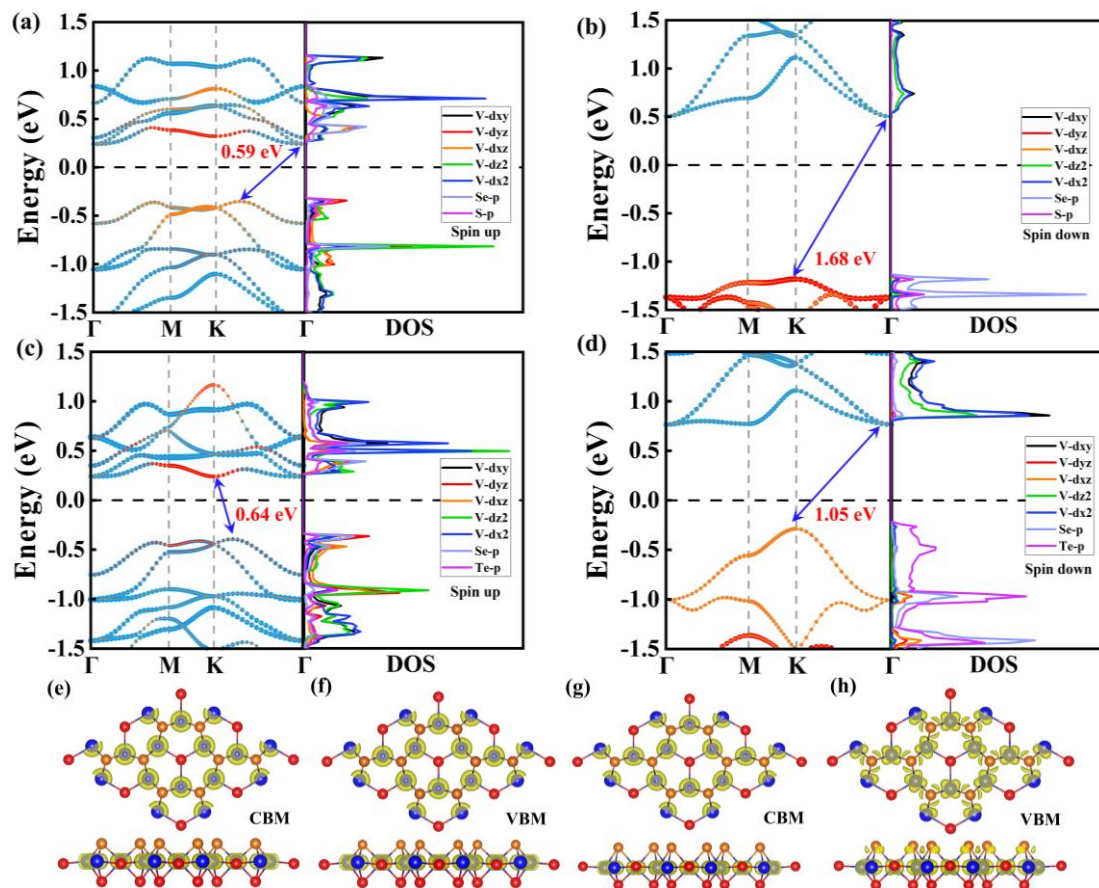 (a)
Energy (eV)
1.5
1.0
0.5
0.0
-0.5
-1.0
-1.5
0.59 eV
V-dxy
V-dyz
V-dxz
V-dz2
V-dx2
Se-p
S-p
Spin up
Γ M K Γ DOS
(b)
Energy (eV)
1.5
1.0
0.5
0.0
-0.5
-1.0
-1.5
1.68 eV
V-dxy
V-dyz
V-dxz
V-dz2
V-dx2
Se-p
S-p
Spin down
Γ M K Γ DOS
(c)
Energy (eV)
1.5
1.0
0.5
0.0
-0.5
-1.0
-1.5
0.64 eV
V-dxy
V-dyz
V-dxz
V-dz2
V-dx2
Se-p
Te-p
Spin up
Γ M K Γ DOS
(d)
Energy (eV)
1.5
1.0
0.5
0.0
-0.5
-1.0
-1.5
1.05 eV
V-dxy
V-dyz
V-dxz
V-dz2
V-dx2
Se-p
Te-p
Spin down
Γ M K Γ DOS
(e)
CBM
(f)
VBM
(g)
CBM
(h)
VBM